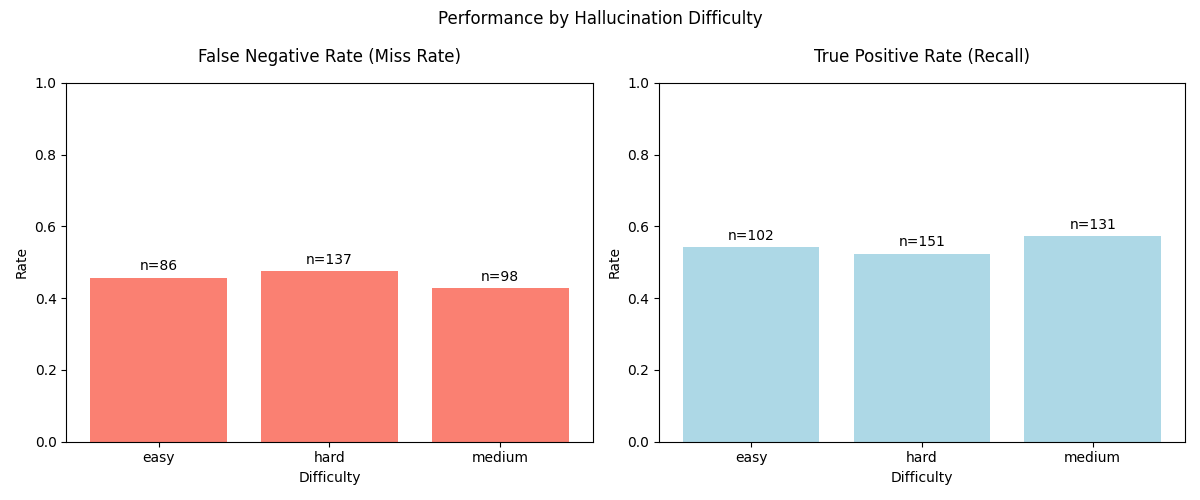 Performance by Hallucination Difficulty
False Negative Rate (Miss Rate)
1.0
0.8
0.6
0.4
0.2
0.0
Rate
n=86
n=137
n=98
easy
hard
medium
Difficulty
True Positive Rate (Recall)
1.0
0.8
0.6
0.4
0.2
0.0
Rate
n=102
n=151
n=131
easy
hard
medium
Difficulty